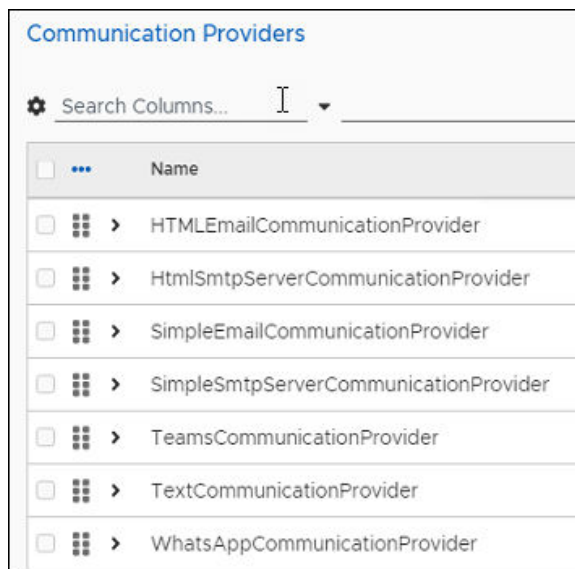 Communication Providers
Search Columns...
Name
HTMLEmailCommunicationProvider
HtmlSmtpServerCommunicationProvider
SimpleEmailCommunicationProvider
SimpleSmtpServerCommunicationProvider
TeamsCommunicationProvider
TextCommunicationProvider
WhatsAppCommunicationProvider